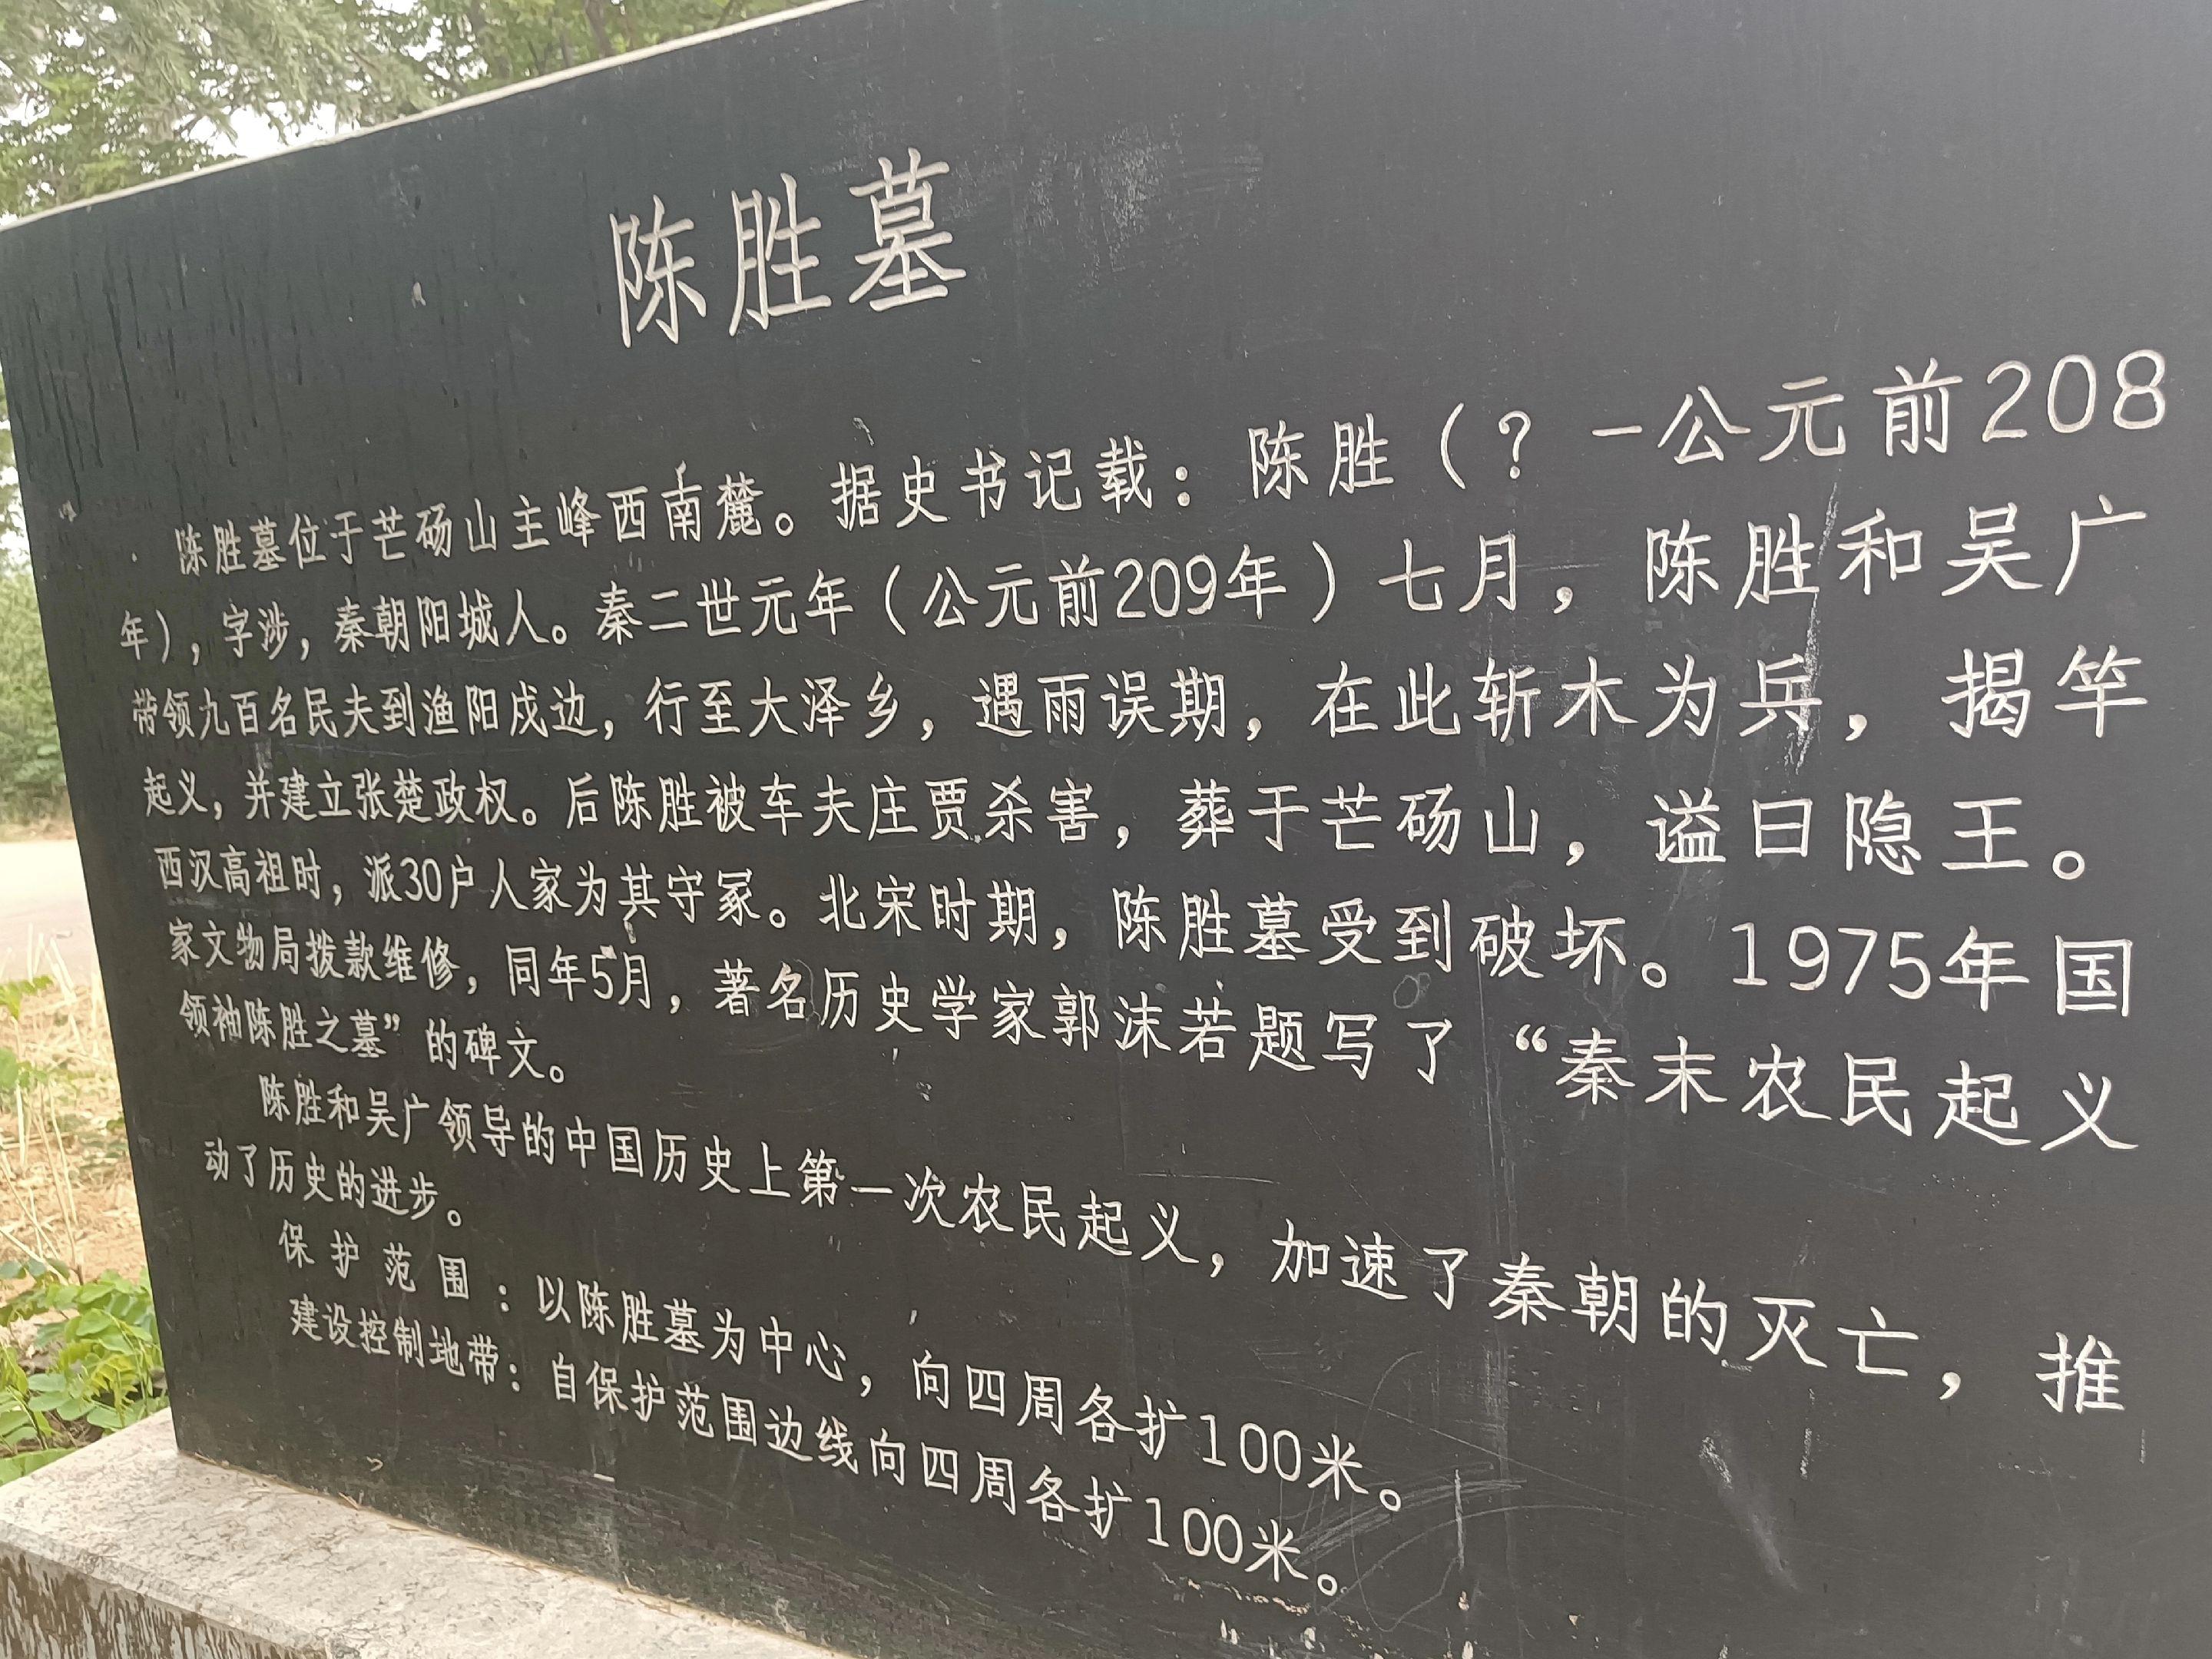 陈胜墓
陈胜墓位于芒砀山主峰西南麓。据史书记载：陈胜（？－公元前208
年），字涉，秦朝阳城人。秦二世元年（公元前209年）七月，陈胜和吴广
带领九百名民夫到渔阳戍边，行至大泽乡，遇雨误期，在此斩木为兵，揭竿
起义，并建立张楚政权。后陈胜被车夫庄贾杀害，葬于芒砀山，谥曰隐王。
西汉高祖时，派30户人家为其守冢。北宋时期，陈胜墓受到破坏。1975年国
家文物局拨款维修，同年5月，著名历史学家郭沫若题写了“秦末农民起义
领袖陈胜之墓”的碑文。
陈胜和吴广领导的中国历史上第一次农民起义，加速了秦朝的灭亡，推
动了历史的进步。
保护范围：以陈胜墓为中心，向四周各扩100米。
建设控制地带：自保护范围边线向四周各扩100米。